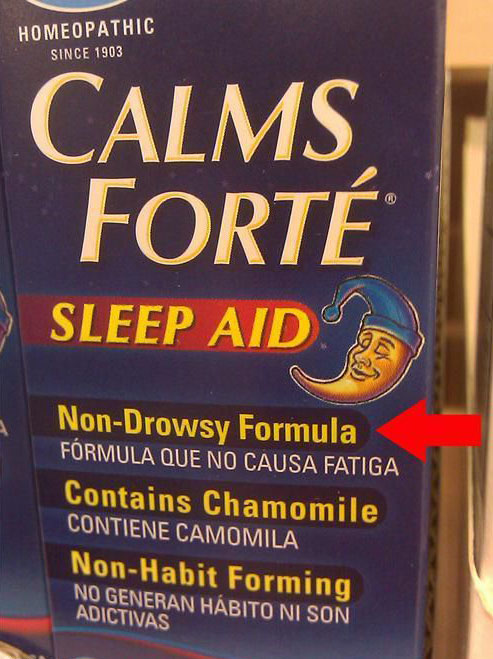 HOMEOPATHIC
SINCE 1903
CALMS
FORTÉ®
SLEEP AID
Non-Drowsy Formula
FÓRMULA QUE NO CAUSA FATIGA
Contains Chamomile
CONTIENE CAMOMILA
Non-Habit Forming
NO GENERAN HÁBITO NI SON
ADICTIVAS